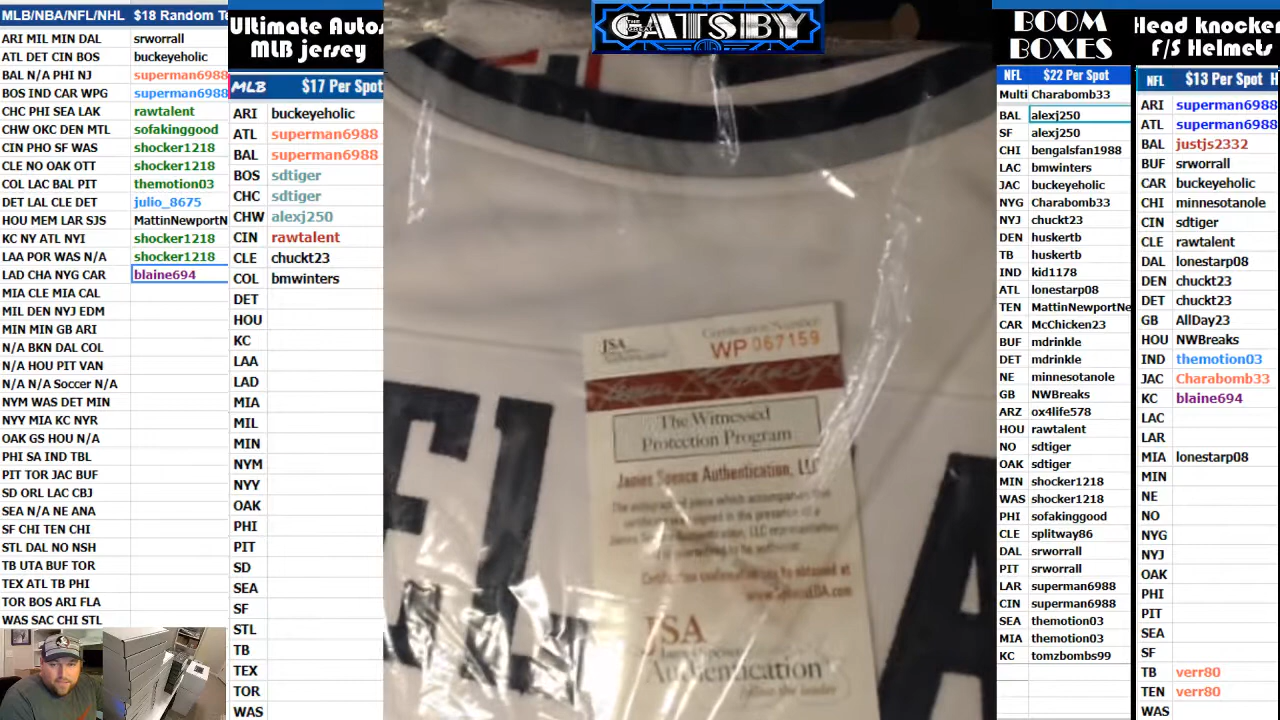 MLB/NBA/NFL/NHL $18 Random T
ARI MIL MIN DAL srworrall
ATL DET CIN BOS buckeyeholic
BAL N/A PHI NJ superman6988
BOS IND CAR WPG superman6988
CHC PHI SEA LAK rawtalent
CHW OKC DEN MTL sofakinggood
CIN PHO SF WAS shocker1218
CLE NO OAK OTT shocker1218
COL LAC BAL PIT themotion03
DET LAL CLE DET julio_8675
HOU MEM LAR SJS MattinNewportN
KC NY ATL NYI shocker1218
LAA POR WAS N/A shocker1218
LAD CHA NYG CAR blaine694
MIA CLE MIA CAL
MIL DEN NYJ EDM
MIN MIN GB ARI
N/A BKN DAL COL
N/A HOU PIT VAN
N/A N/A Soccer N/A
NYM WAS DET MIN
NYY MIA KC NYR
OAK GS HOU N/A
PHI SA IND TBL
PIT TOR JAC BUF
SD ORL LAC CBJ
SEA N/A NE ANA
SF CHI TEN CHI
STL DAL NO NSH
TB UTA BUF TOR
TEX ATL TB PHI
TOR BOS ARI FLA
WAS SAC CHI STL
Ultimate Autos
MLB jersey
MLB $17 Per Spot
ARI buckeyeholic
ATL superman6988
BAL superman6988
BOS sdtiger
CHC sdtiger
CHW alexj250
CIN rawtalent
CLE chuckt23
COL bmwinters
DET
HOU
KC
LAA
LAD
MIA
MIL
MIN
NYM
NYY
OAK
PHI
PIT
SD
SEA
SF
STL
TB
TEX
TOR
WAS
THE GREAT
GATSBY
JSA
Certification Number
WP 067159
The Witnessed
Protection Program
James Spence Authentication, LLC
www.spenceLOA.com
JSA
Authentication
BOOM
BOXES
NFL $22 Per Spot
Multi Charabomb33
BAL alexj250
SF alexj250
CHI bengalsfan1988
LAC bmwinters
JAC buckeyeholic
NYG Charabomb33
NYJ chuckt23
DEN huskertb
TB huskertb
IND kid1178
ATL lonestarp08
TEN MattinNewportNe
CAR McChicken23
BUF mdrinkle
DET mdrinkle
NE minnesotanole
GB NWBreaks
ARZ ox4life578
HOU rawtalent
NO sdtiger
OAK sdtiger
MIN shocker1218
WAS shocker1218
PHI sofakinggood
CLE splitway86
DAL srworrall
PIT srworrall
LAR superman6988
CIN superman6988
SEA themotion03
MIA themotion03
KC tomzbombs99
Head knocker
F/S Helmets
NFL $13 Per Spot H
ARI superman6988
ATL superman6988
BAL justjs2332
BUF srworrall
CAR buckeyeholic
CHI minnesotanole
CIN sdtiger
CLE rawtalent
DAL lonestarp08
DEN chuckt23
DET chuckt23
GB AllDay23
HOU NWBreaks
IND themotion03
JAC Charabomb33
KC blaine694
LAC
LAR
MIA lonestarp08
MIN
NE
NO
NYG
NYJ
OAK
PHI
PIT
SEA
SF
TB verr80
TEN verr80
WAS